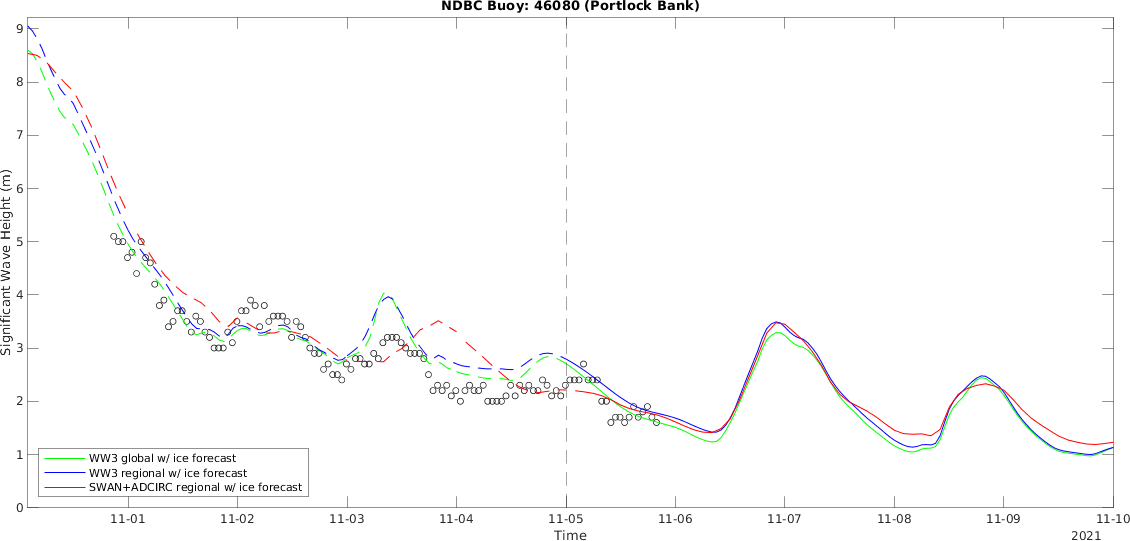 NDBC Buoy: 46080 (Portlock Bank)
Significant Wave Height (m)
9
8
7
6
5
4
3
2
1
0
WW3 global w/ ice forecast
WW3 regional w/ ice forecast
SWAN+ADCIRC regional w/ ice forecast
11-01 11-02 11-03 11-04 11-05 11-06 11-07 11-08 11-09 11-10
Time
2021